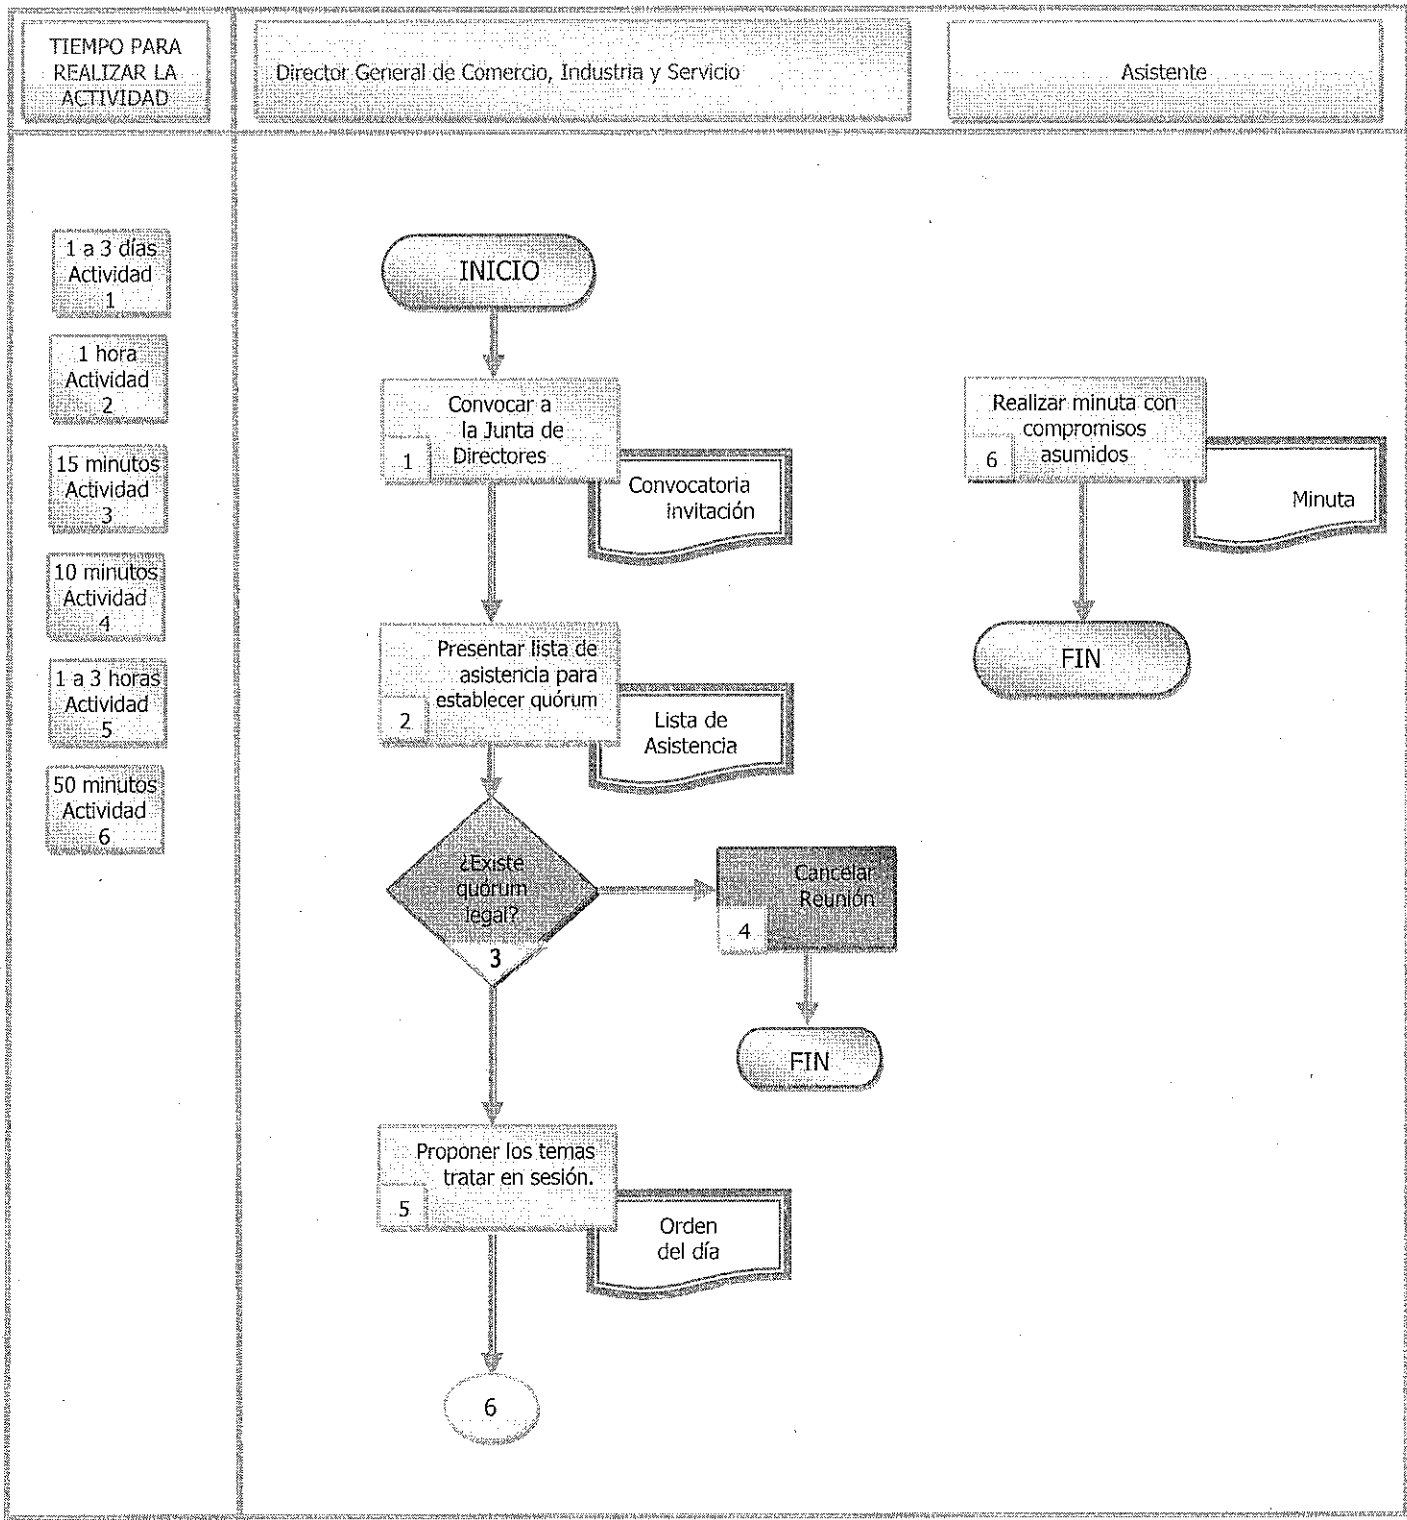 TIEMPO PARA
REALIZAR LA
ACTIVIDAD
Director General de Comercio, Industria y Servicio
Asistente
1 a 3 días
Actividad
1
1 hora
Actividad
2
15 minutos
Actividad
3
10 minutos
Actividad
4
1 a 3 horas
Actividad
5
50 minutos
Actividad
6
INICIO
Convocar a
la Junta de
Directores
1
Convocatoria
invitación
Presentar lista de
asistencia para
establecer quórum
2
Lista de
Asistencia
¿Existe
quórum
legal?
3
Cancelar
Reunión
4
FIN
Proponer los temas
tratar en sesión.
5
Orden
del día
6
Realizar minuta con
compromisos
asumidos
6
Minuta
FIN